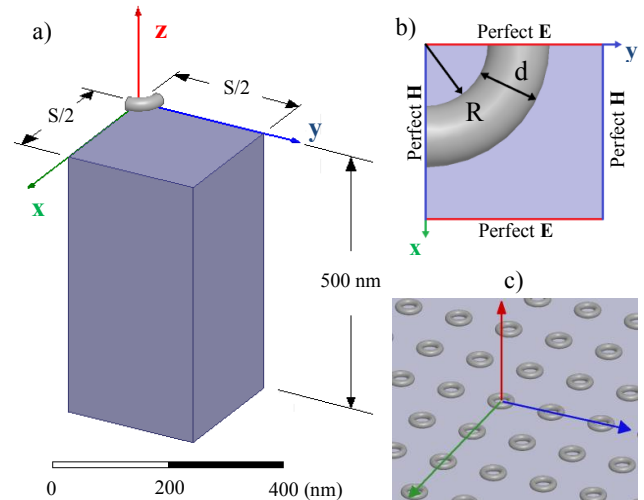 a)
z
S/2
S/2
y
x
500 nm
0
200
400 (nm)
b)
Perfect E
y
Perfect H
d
R
Perfect H
Perfect E
x
c)